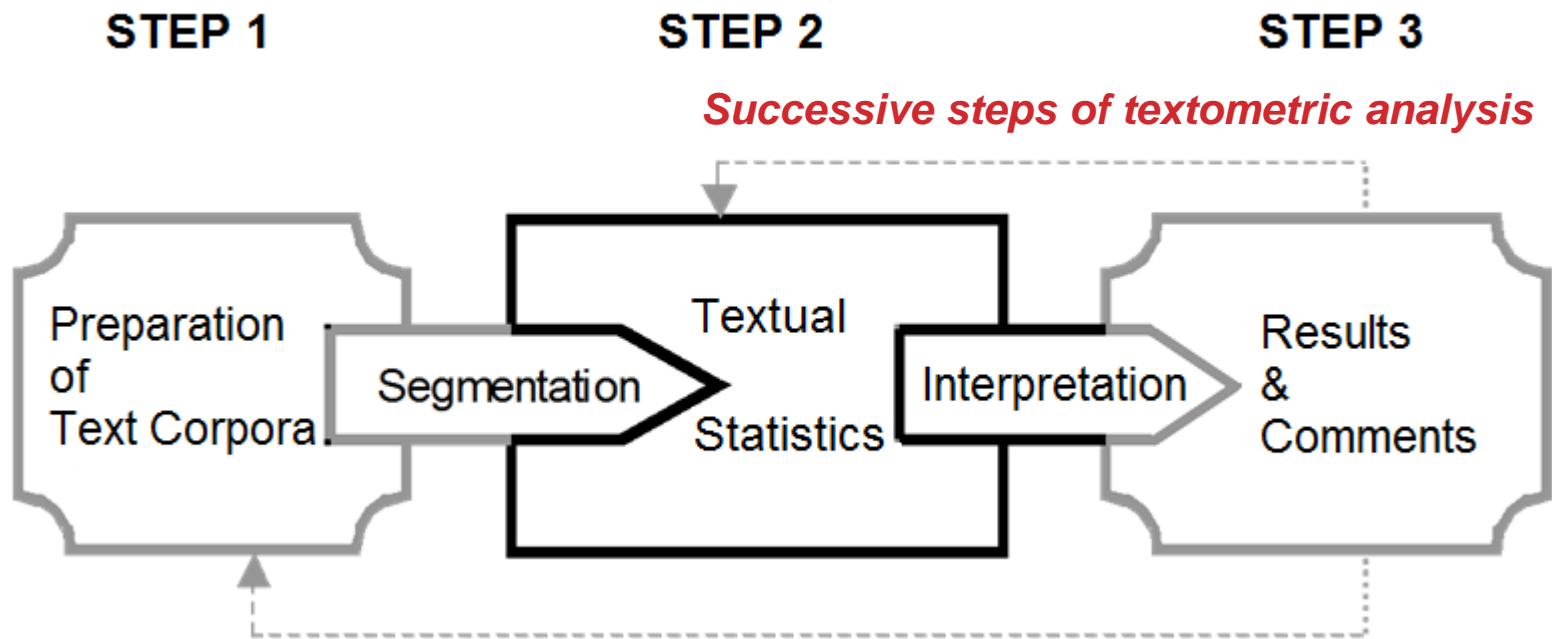 STEP 1
STEP 2
STEP 3
Successive steps of textometric analysis
Preparation
of
Text Corpora
Segmentation
Textual
Statistics
Interpretation
Results
&
Comments